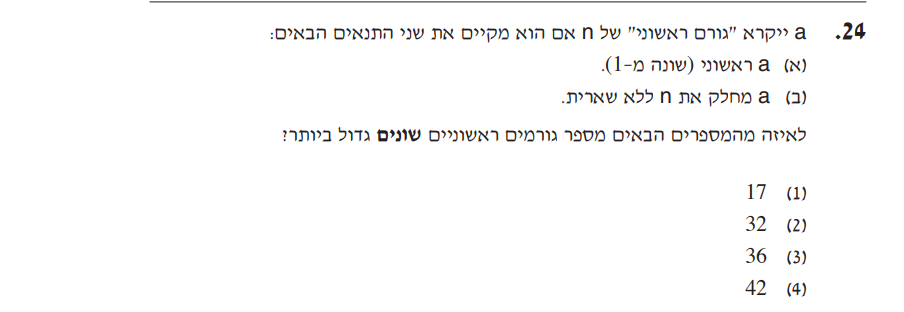 24. a ייקרא "גורם ראשוני" של n אם הוא מקיים את שני התנאים הבאים:
(א) a ראשוני (שונה מ-1).
(ב) a מחלק את n ללא שארית.
לאיזה מהמספרים הבאים מספר גורמים ראשוניים שונים גדול ביותר?
(1) 17
(2) 32
(3) 36
(4) 42